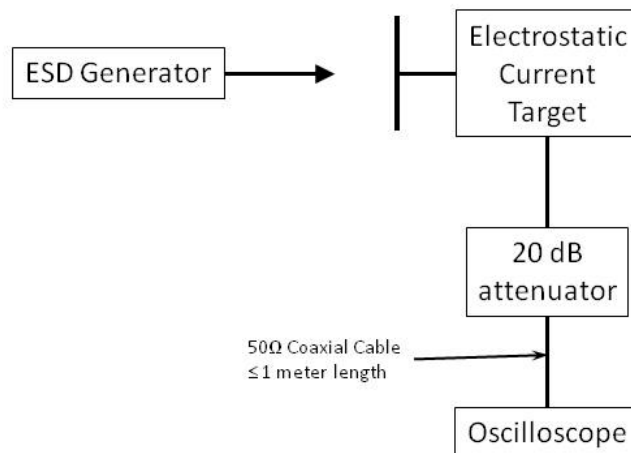 ESD Generator
Electrostatic
Current
Target
20 dB
attenuator
50Ω Coaxial Cable
≤1 meter length
Oscilloscope